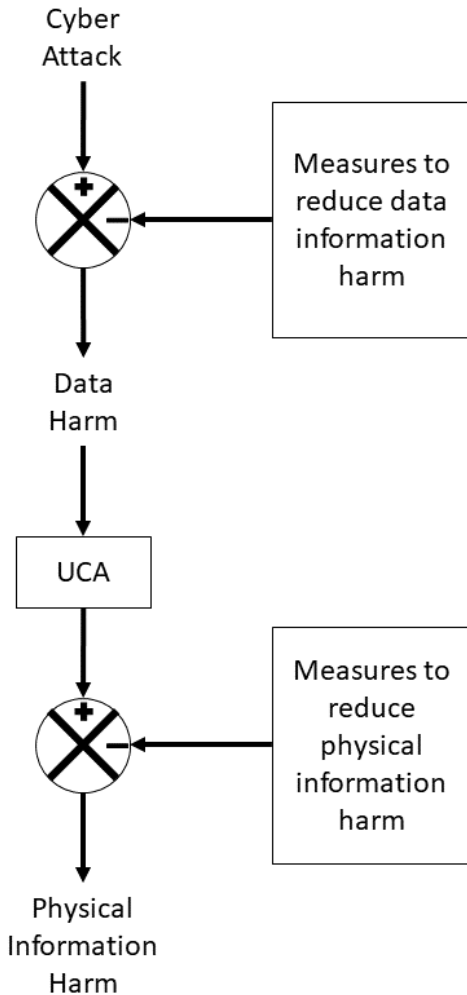 Cyber
Attack
+
−
Measures to
reduce data
information
harm
Data
Harm
UCA
+
−
Measures to
reduce
physical
information
harm
Physical
Information
Harm